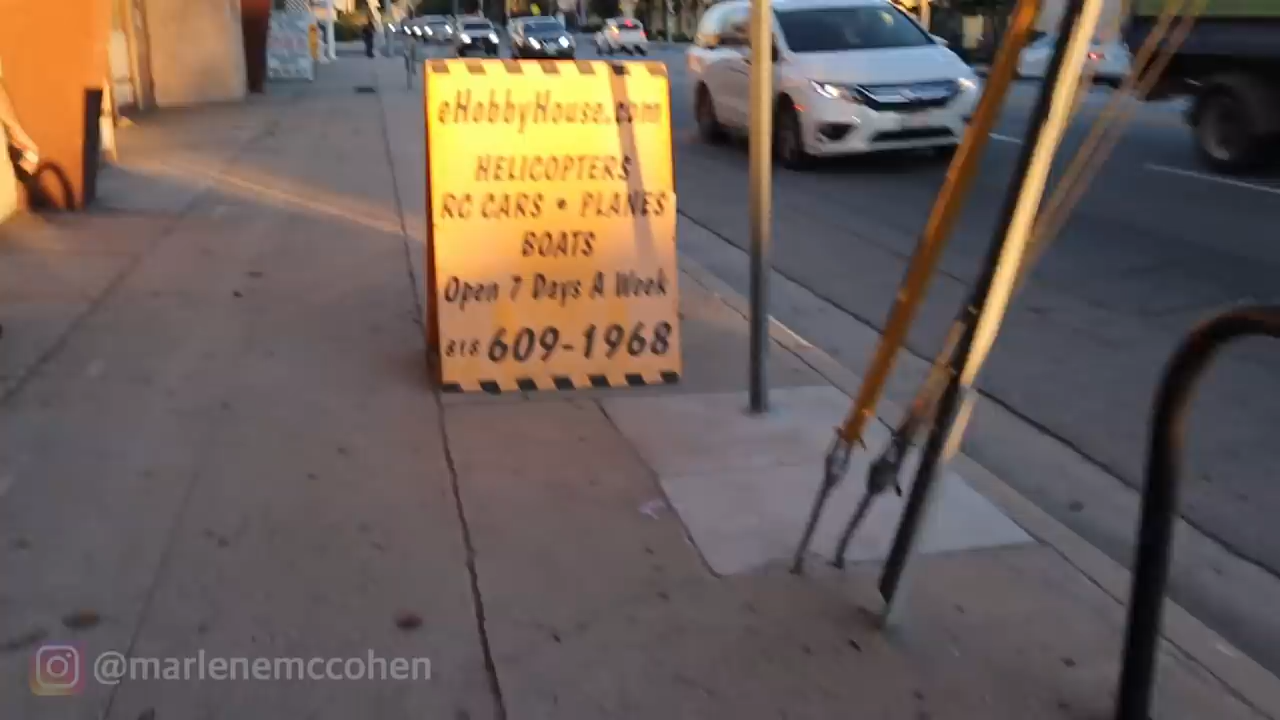 eHobbyHouse.com
HELICOPTERS
RC CARS • PLANES
BOATS
Open 7 Days A Week
818 609-1968
@marlenemccohen